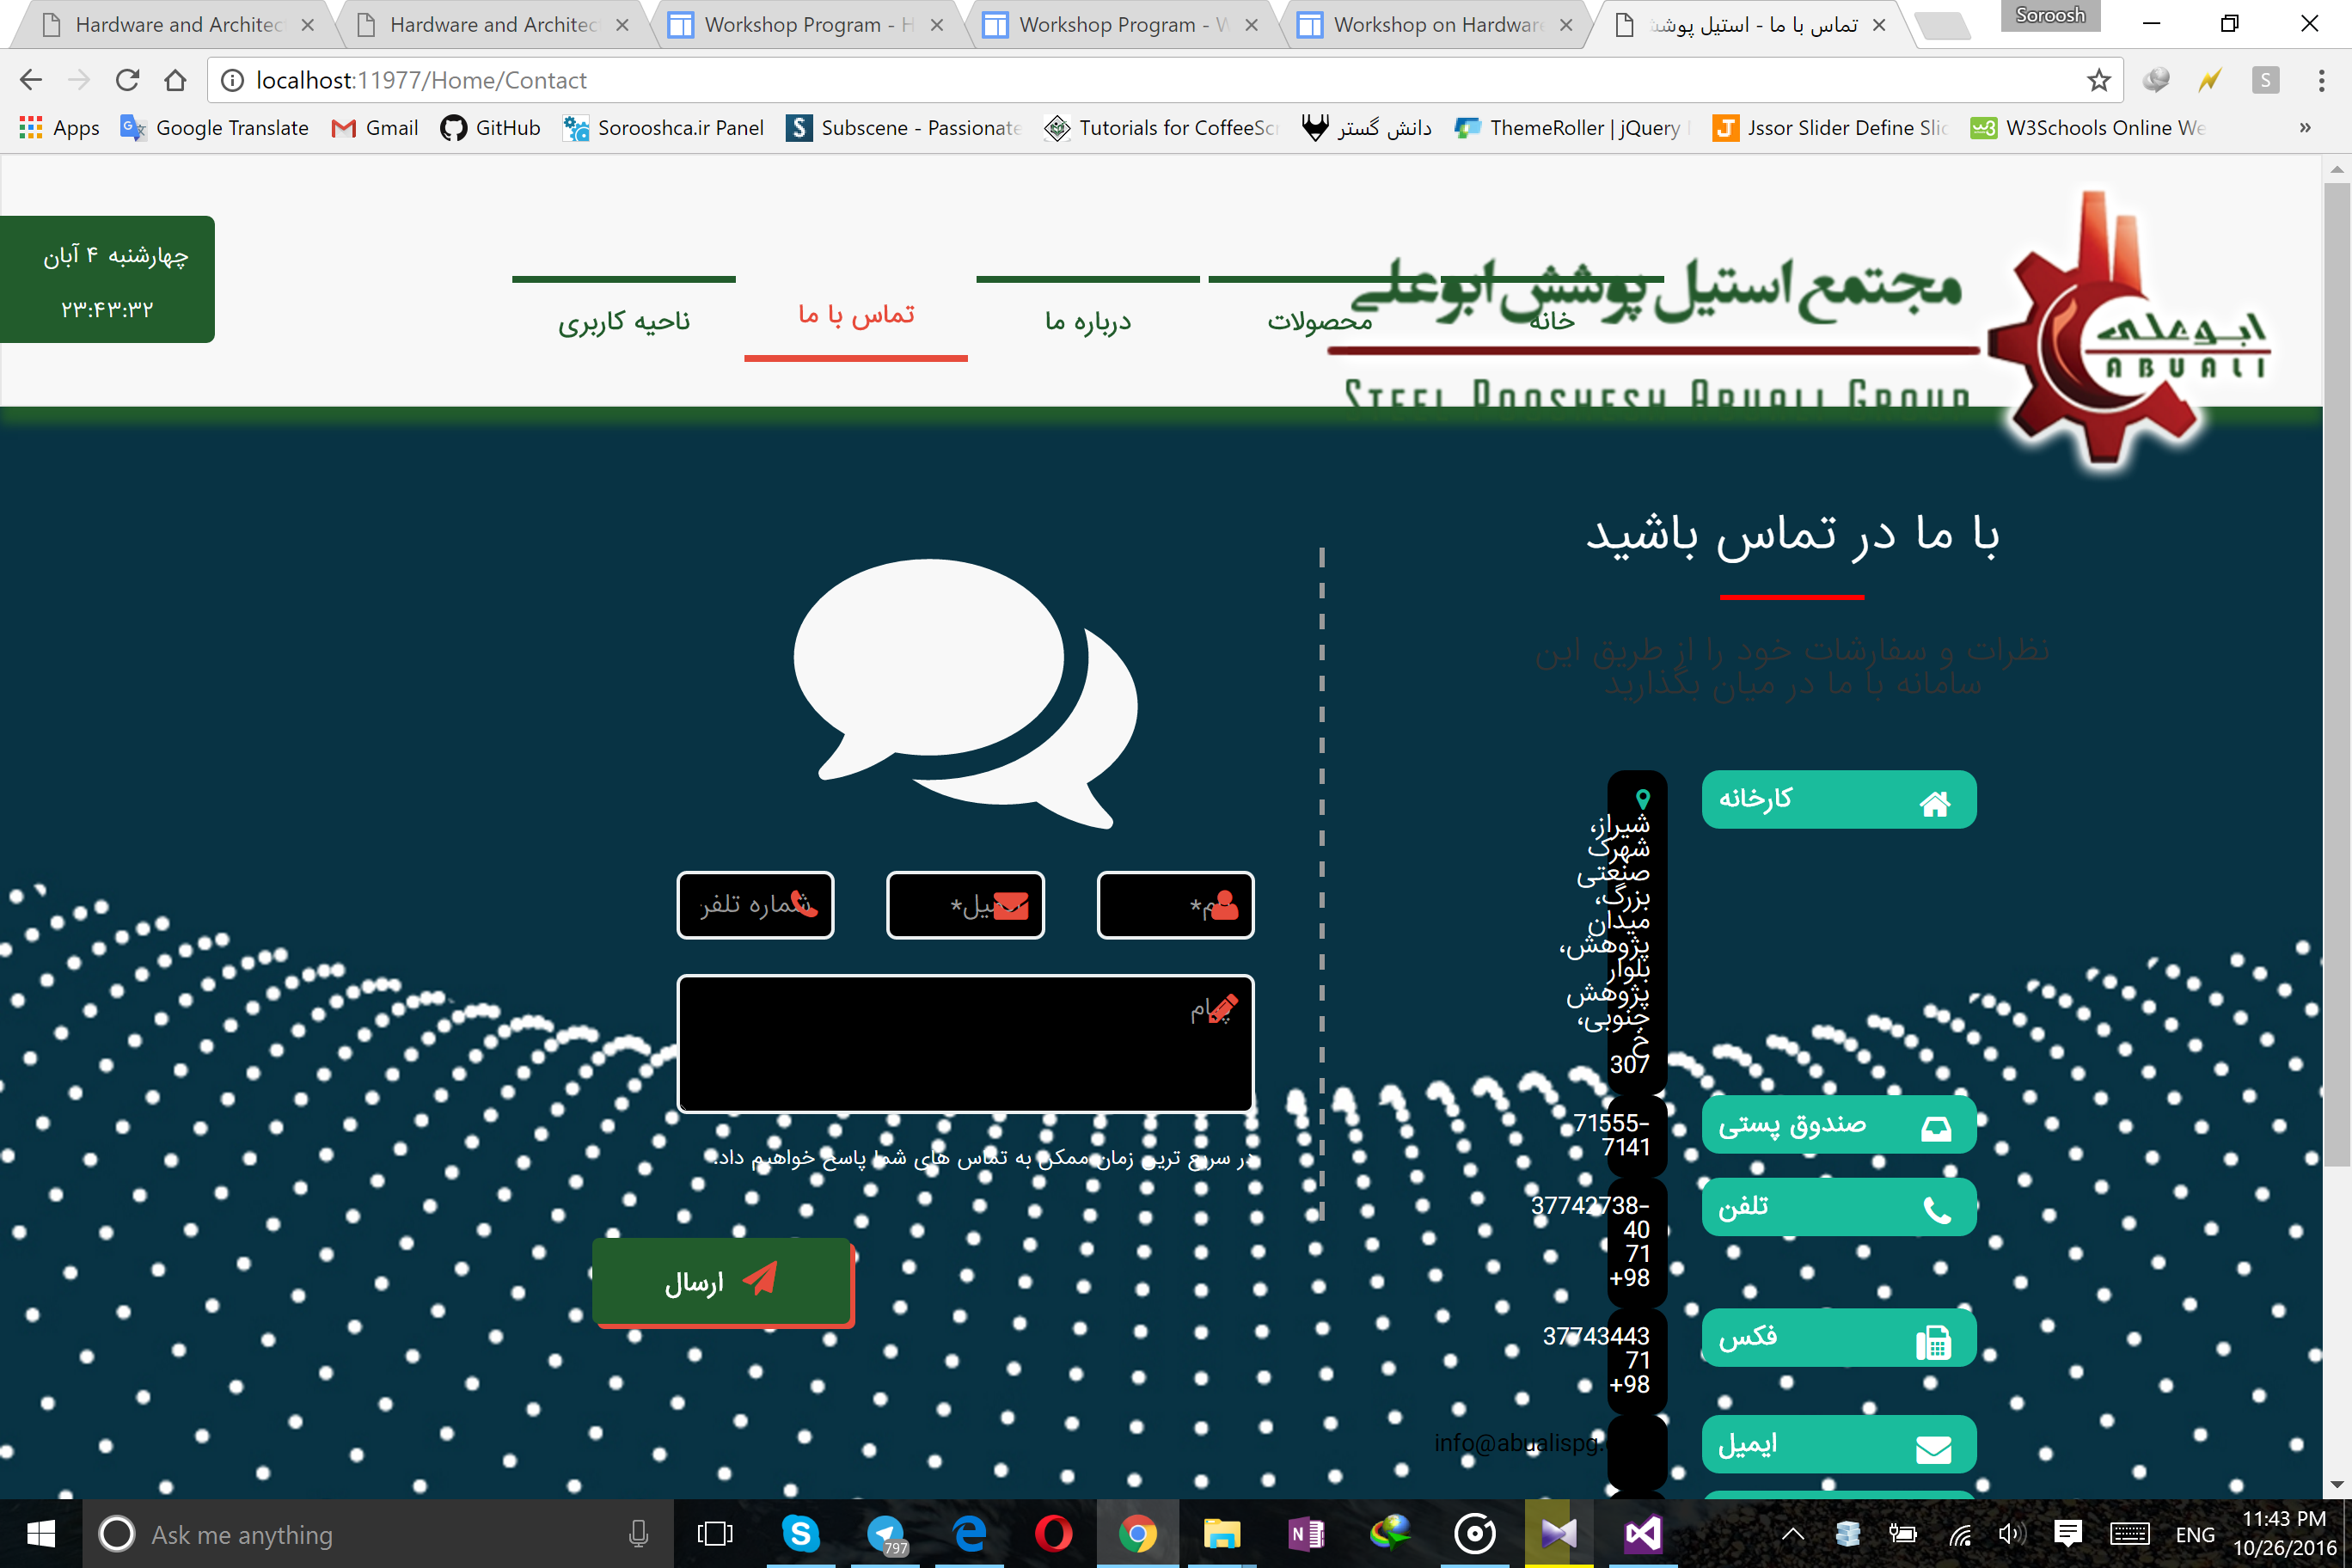 Hardware and Architec
Hardware and Architec
Workshop Program - H
Workshop Program - W
Workshop on Hardware
تماس با ما - استیل پوشش
Soroosh
localhost:11977/Home/Contact
Apps
Google Translate
Gmail
GitHub
Sorooshca.ir Panel
Subscene - Passionate
Tutorials for CoffeeScr
دانش گستر
ThemeRoller | jQuery
Jssor Slider Define Slid
W3Schools Online We
»
چهارشنبه ۴ آبان
۲۳:۴۳:۳۲
مجتمع استیل پوشش ابوعلی
STEEL POOSHESH ABUALI GROUP
ابوعلی
ABUALI
خانه
محصولات
درباره ما
تماس با ما
ناحیه کاربری
با ما در تماس باشید
نظرات و سفارشات خود را از طریق این
سامانه با ما در میان بگذارید
کارخانه
شیراز،
شهرک
صنعتی
بزرگ،
میدان
پژوهش،
بلوار
پژوهش
جنوبی،
خ
307
صندوق پستی
71555-
7141
تلفن
37742738-
40
71
+98
فکس
37743443
71
+98
ایمیل
info@abualispg.
ایمیل*
شماره تلفن
پیام
در سریع ترین زمان ممکن به تماس های شما پاسخ خواهیم داد.
ارسال
Ask me anything
797
ENG
11:43 PM
10/26/2016